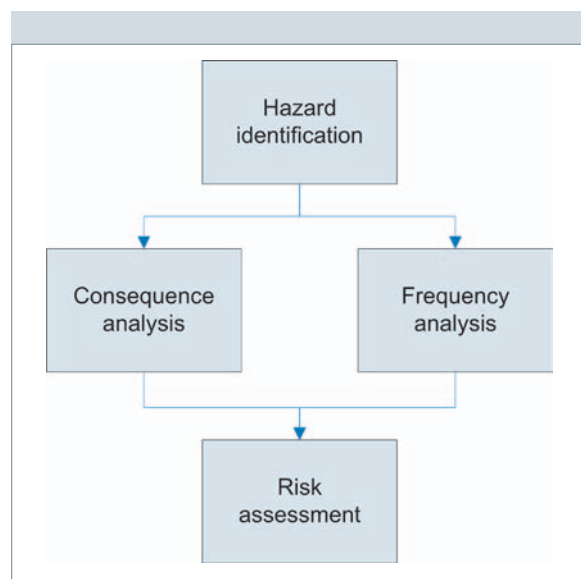 Hazard
identification
Consequence
analysis
Frequency
analysis
Risk
assessment